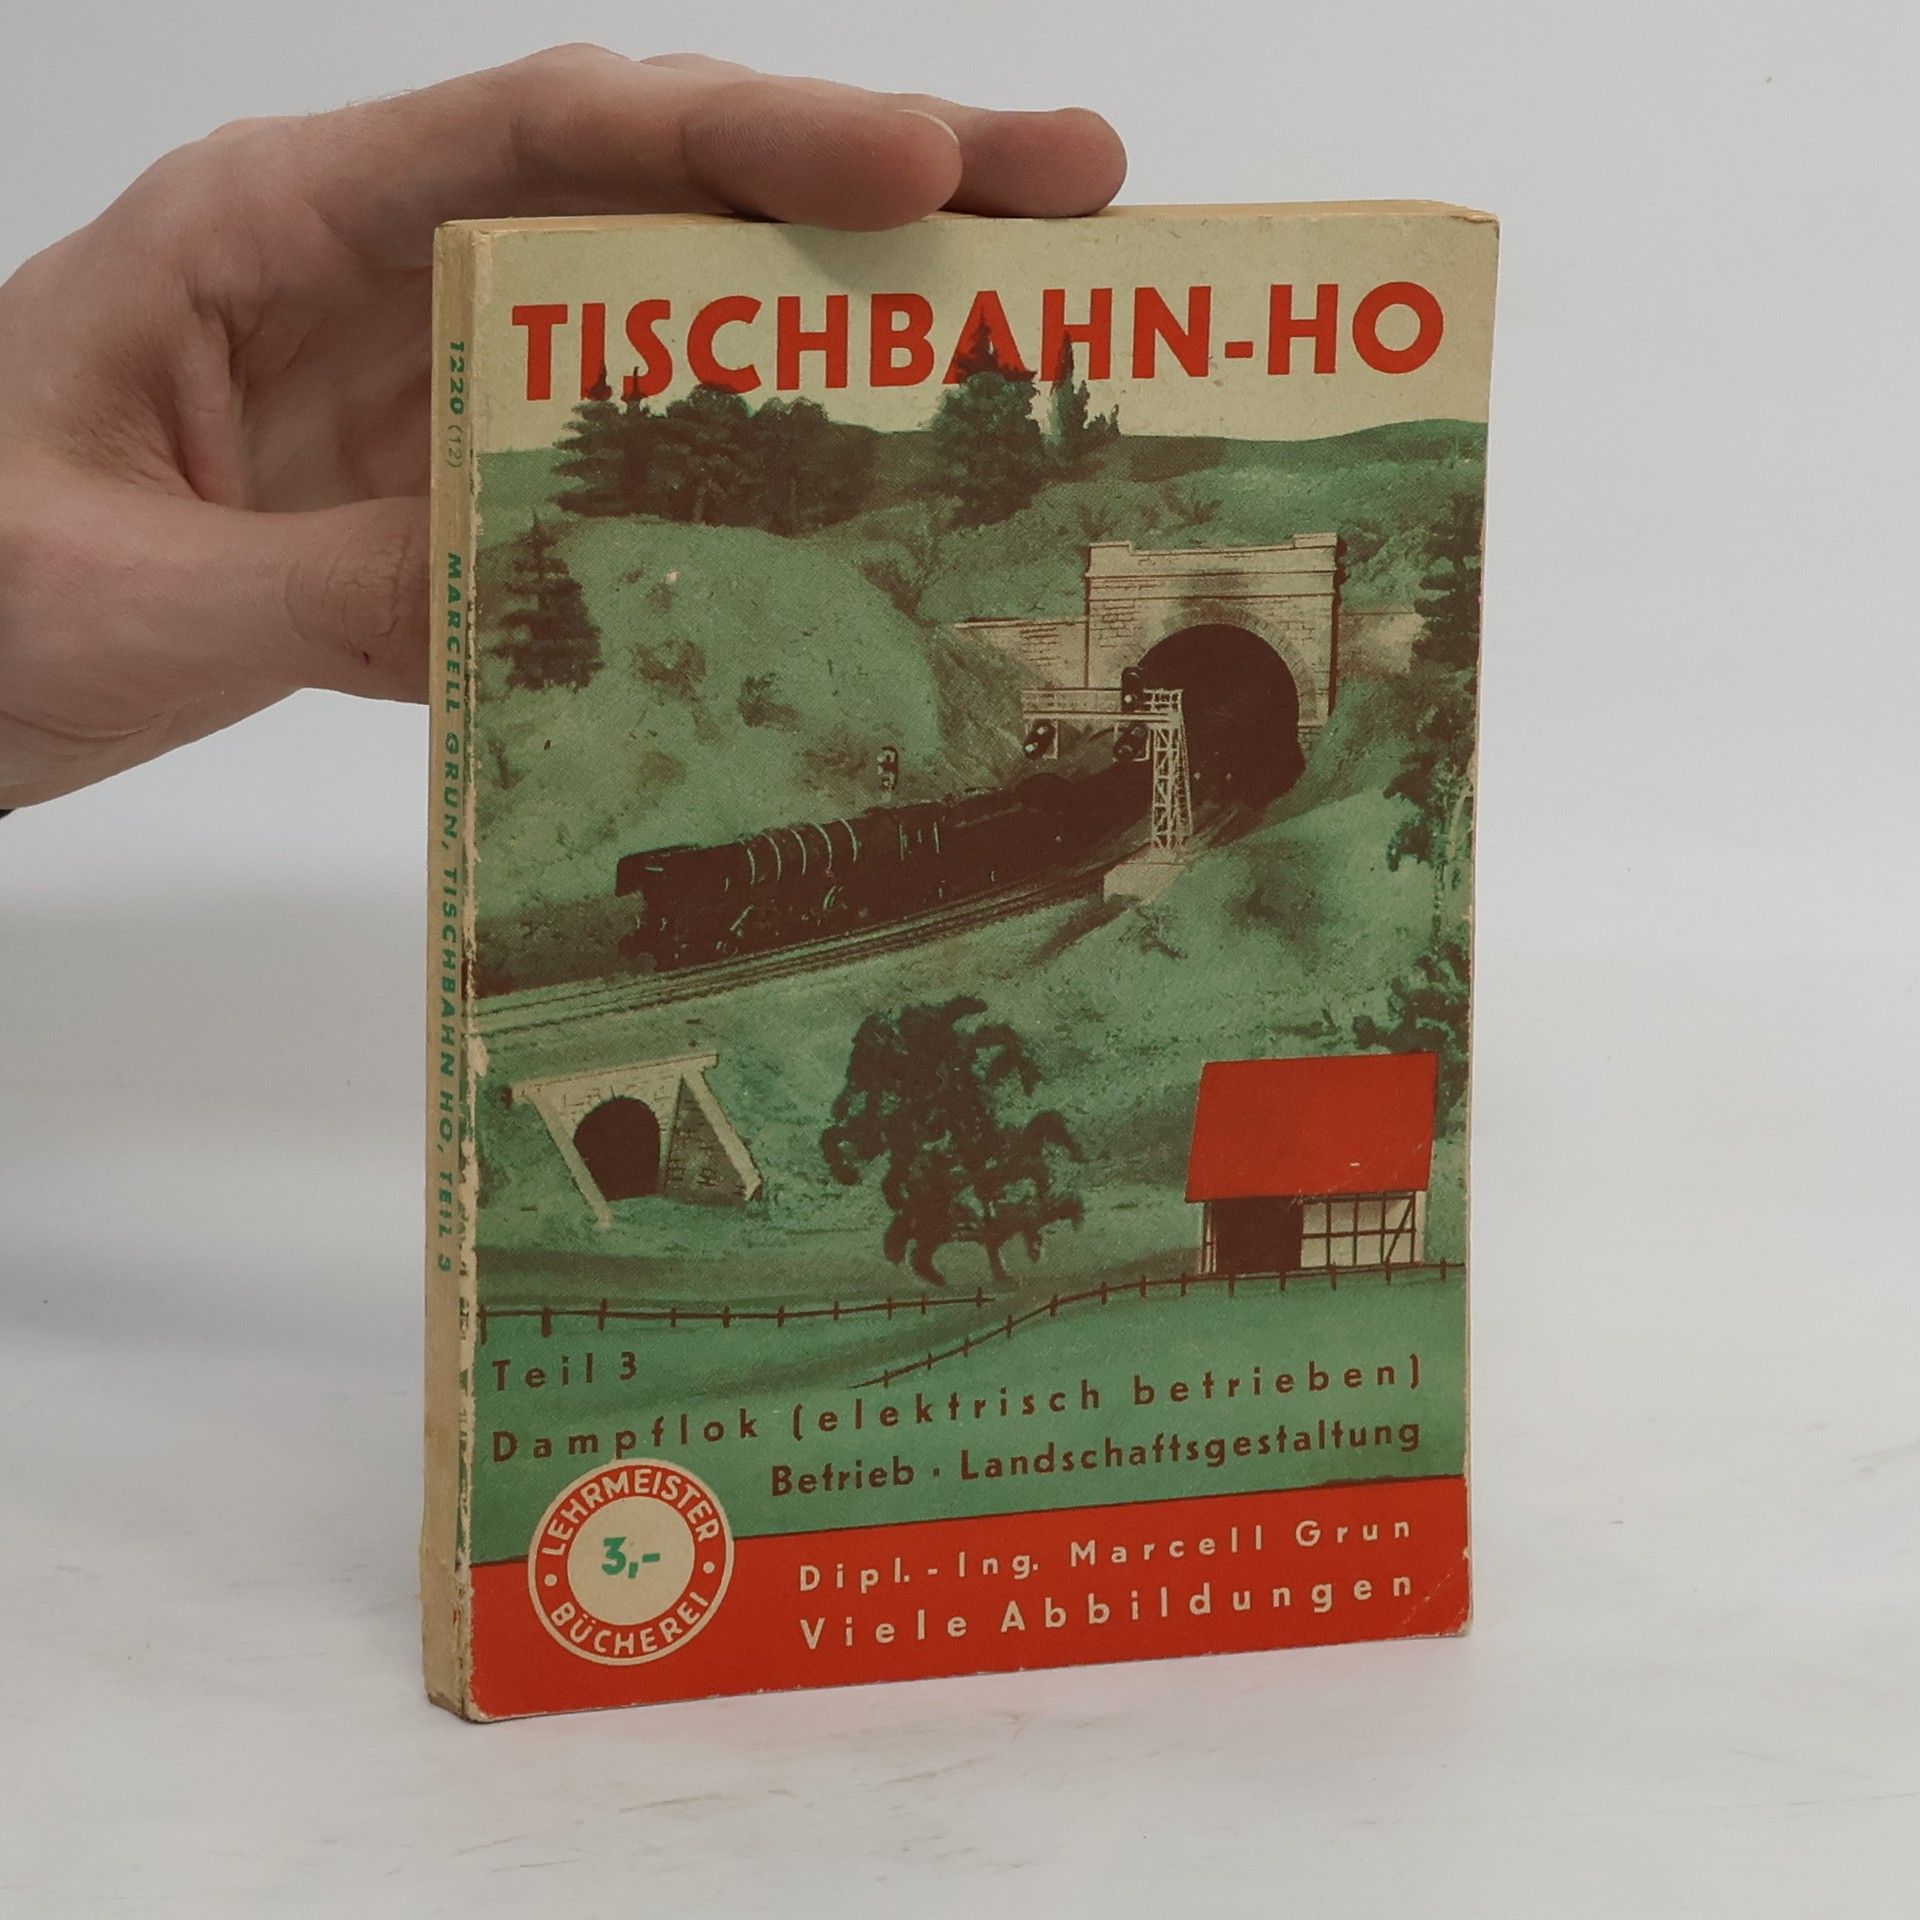 TISCHBAHN-HO
Teil 3
Dampflok (elektrisch betrieben)
Betrieb · Landschaftsgestaltung
LEHRMEISTER
3,-
BÜCHEREI
Dipl.-Ing. Marcell Grun
Viele Abbildungen
1220 (12) MARCELL GRUN, TISCHBAHN HO, TEIL 3